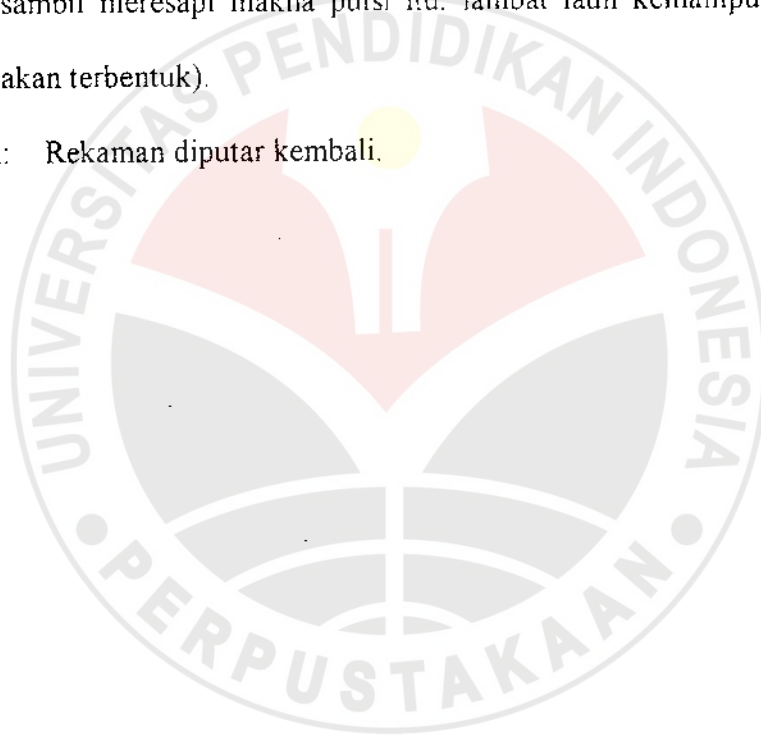 sambil meresapi makna puisi itu. lambat laun kemampu
akan terbentuk).
: Rekaman diputar kembali.
UNIVERSITAS PENDIDIKAN INDONESIA
PERPUSTAKAAN